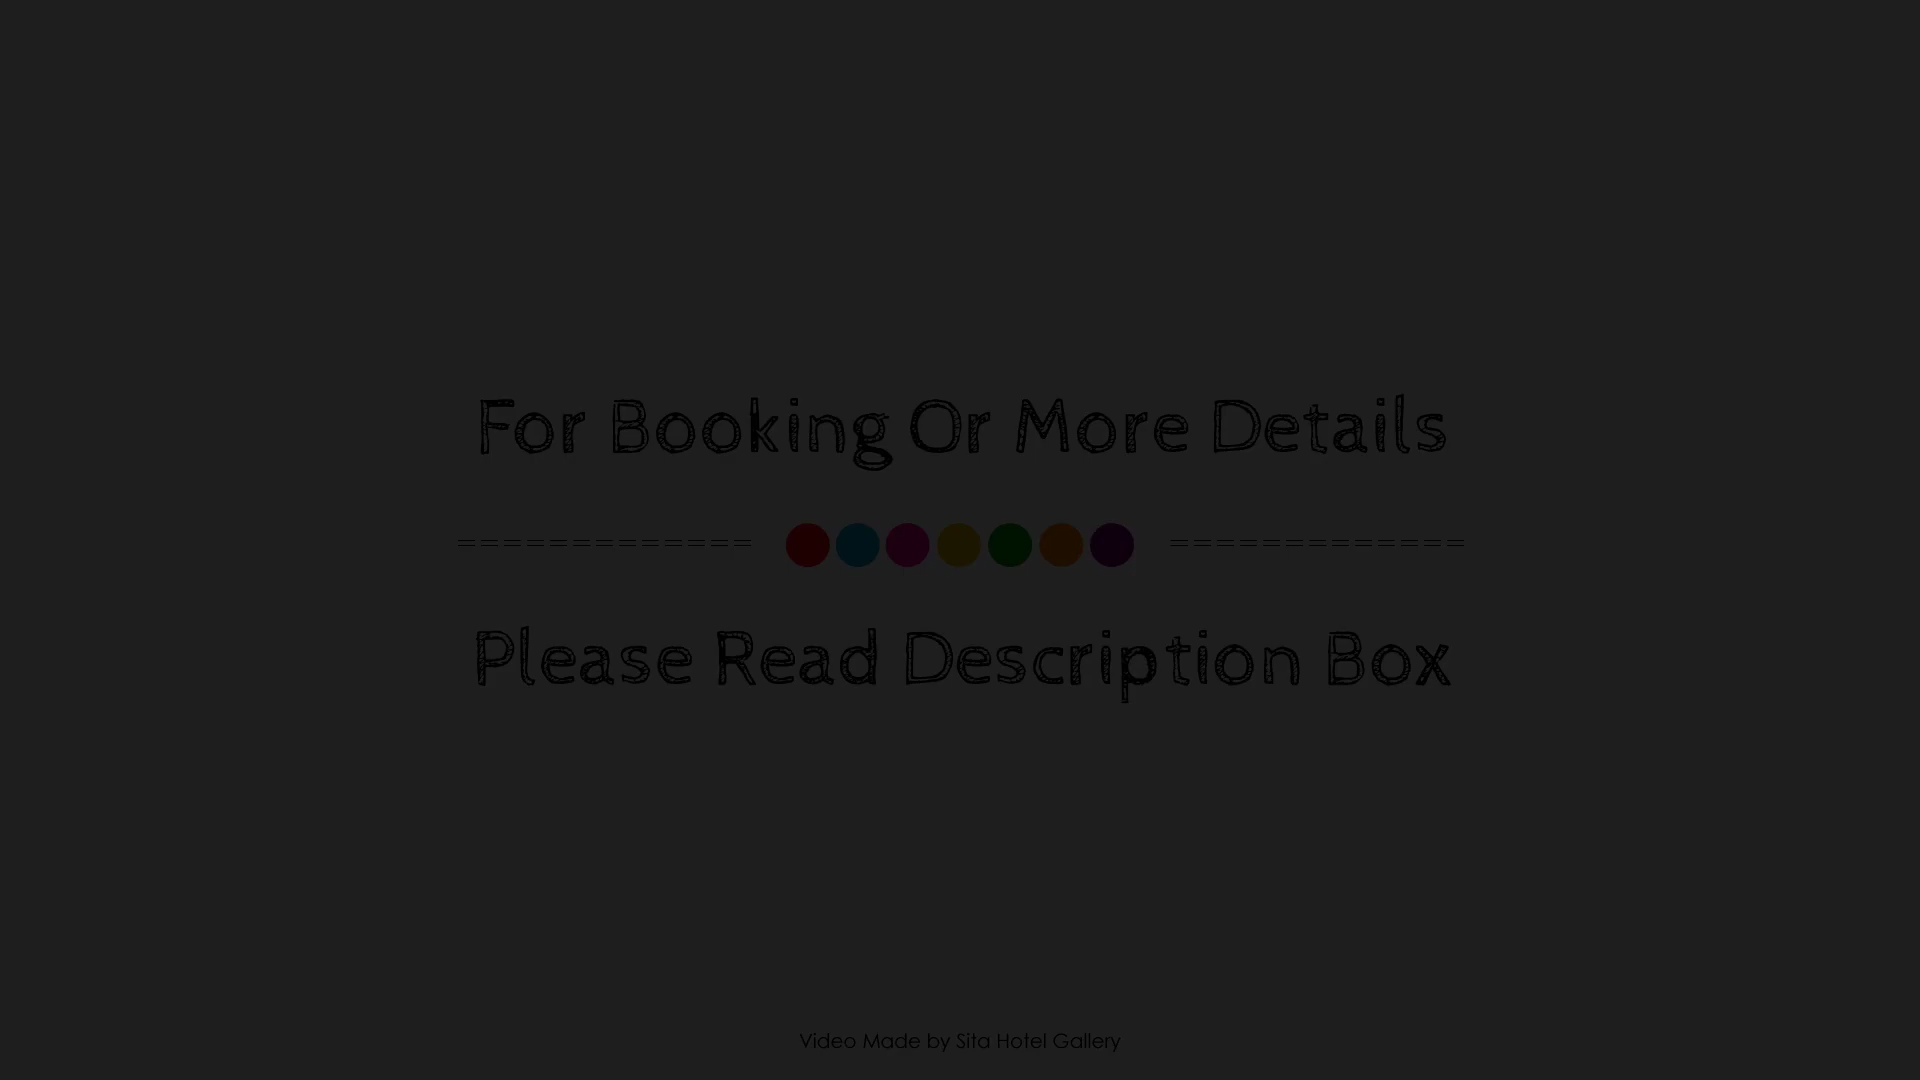 For Booking Or More Details
============= =============
Please Read Description Box
Video Made by Sita Hotel Gallery